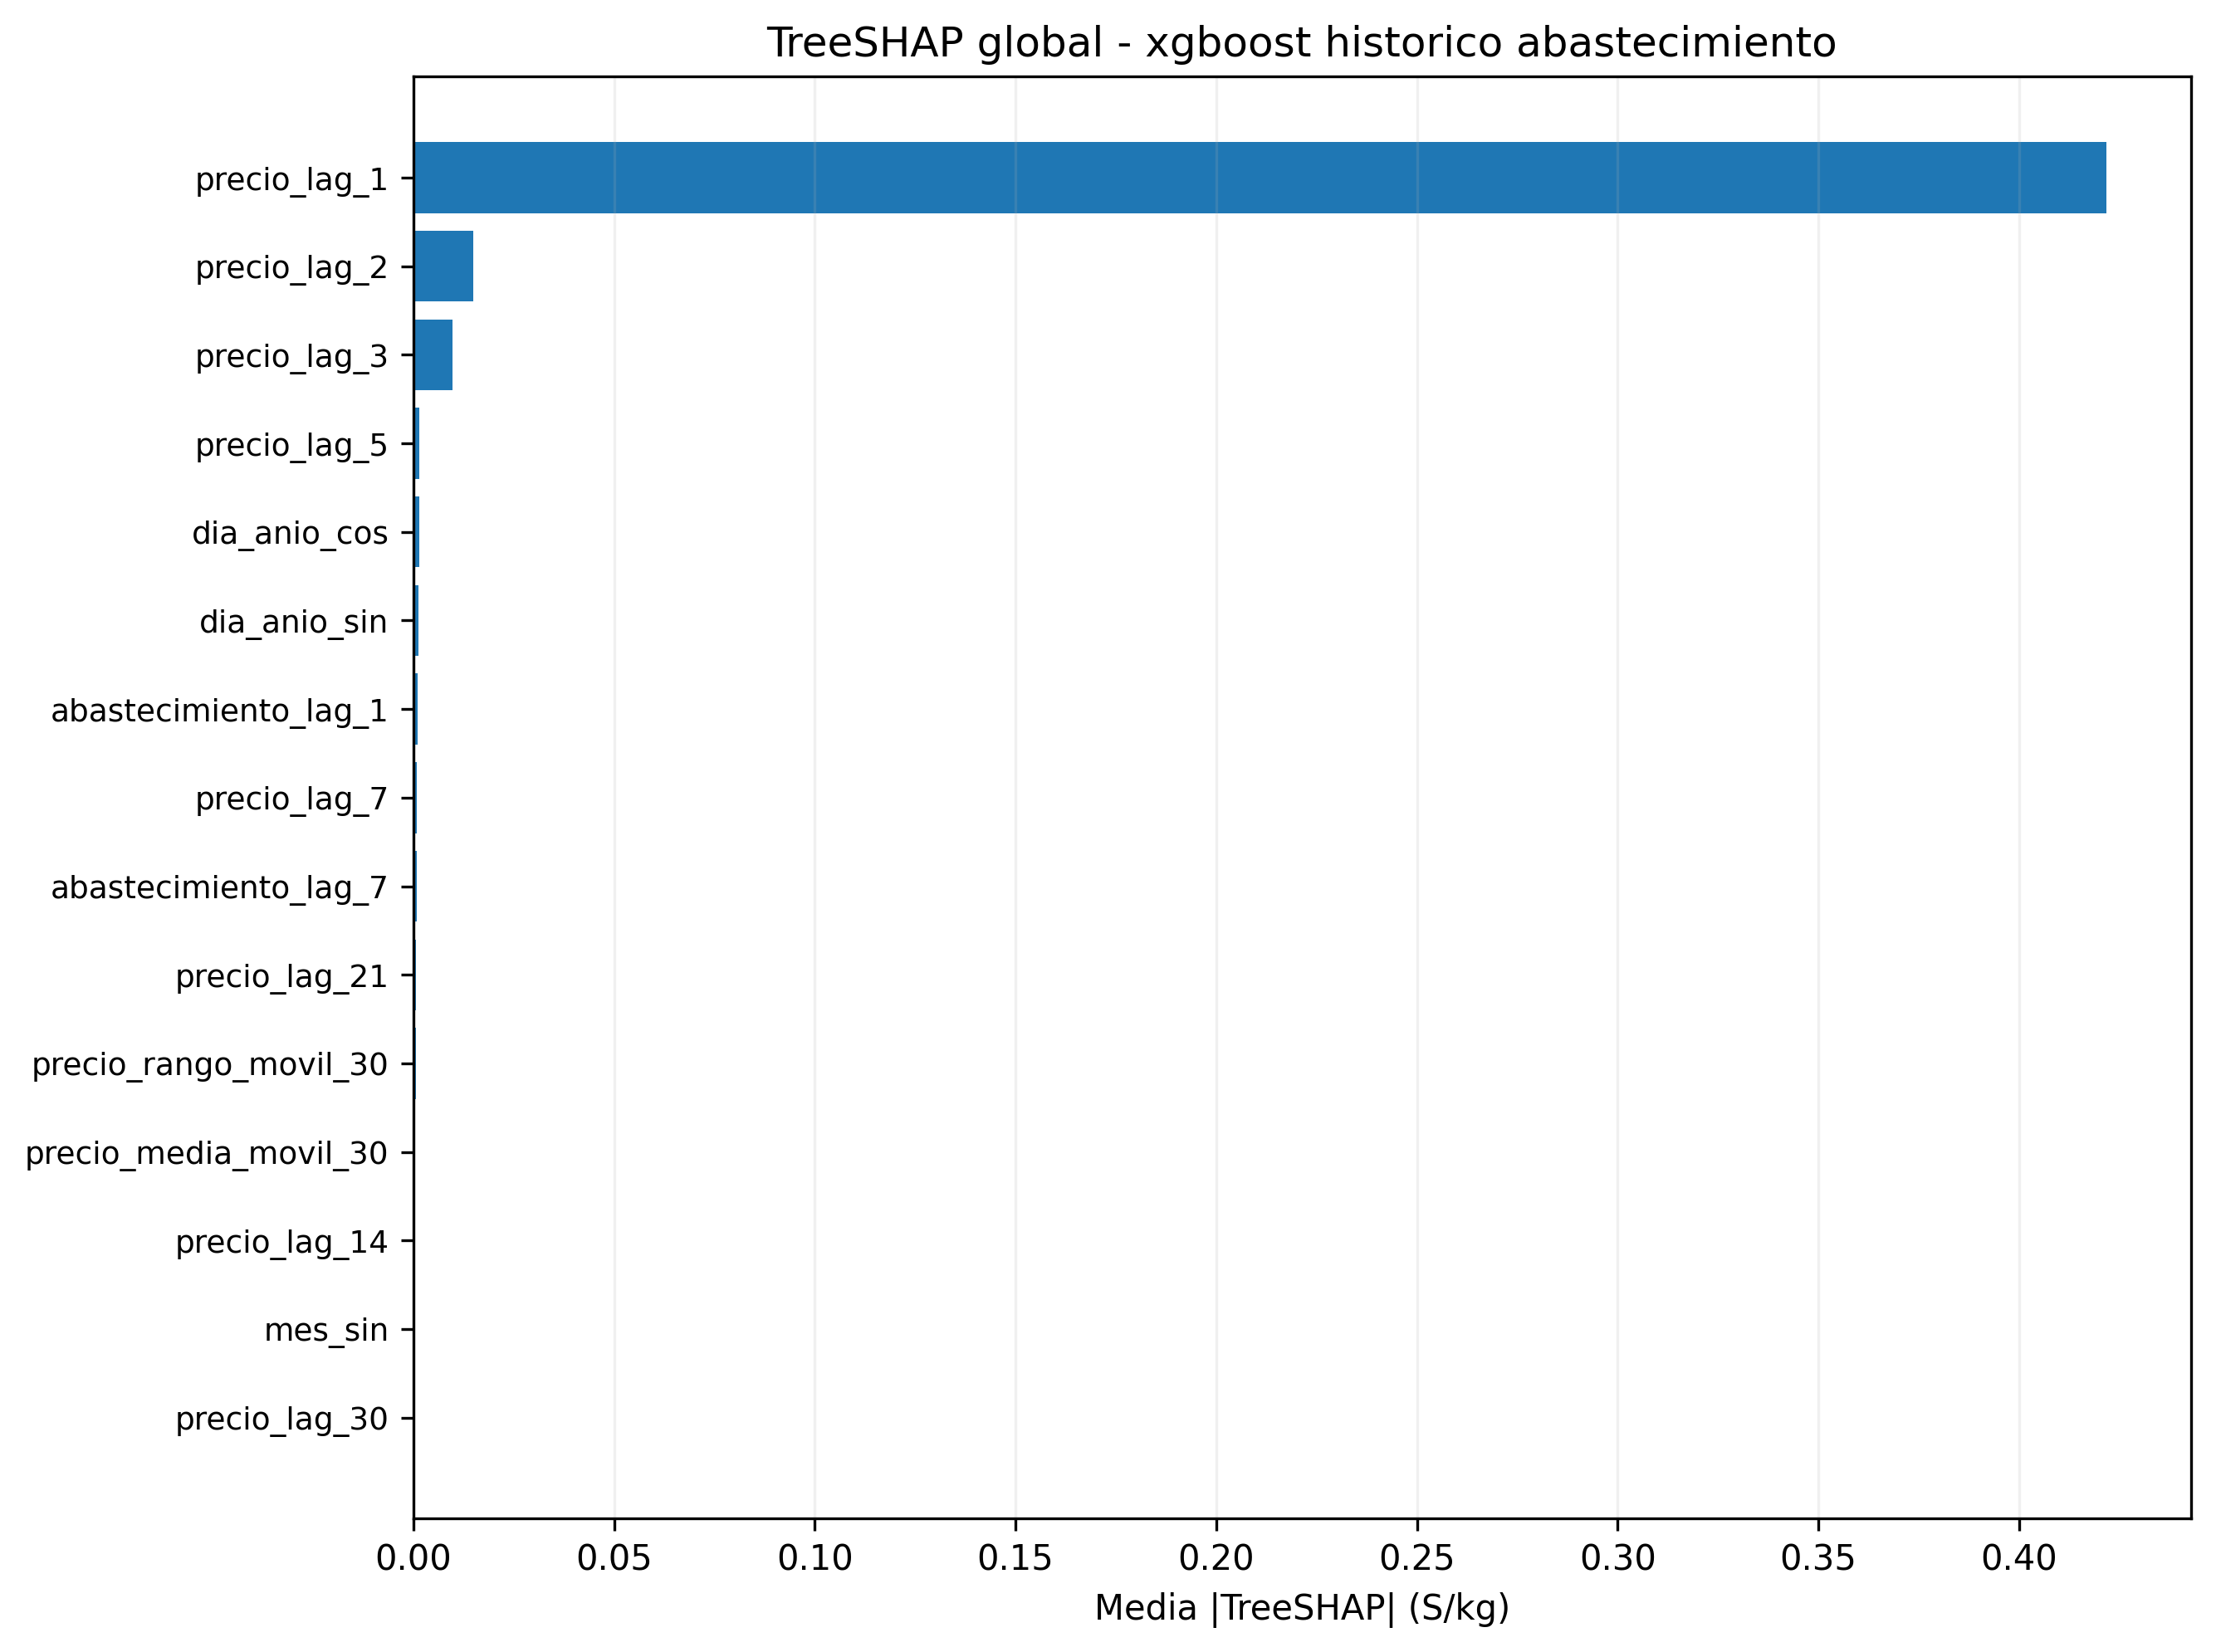 TreeSHAP global - xgboost historico abastecimiento
precio_lag_1
precio_lag_2
precio_lag_3
precio_lag_5
dia_anio_cos
dia_anio_sin
abastecimiento_lag_1
precio_lag_7
abastecimiento_lag_7
precio_lag_21
precio_rango_movil_30
precio_media_movil_30
precio_lag_14
mes_sin
precio_lag_30
0.00 0.05 0.10 0.15 0.20 0.25 0.30 0.35 0.40
Media |TreeSHAP| (S/kg)